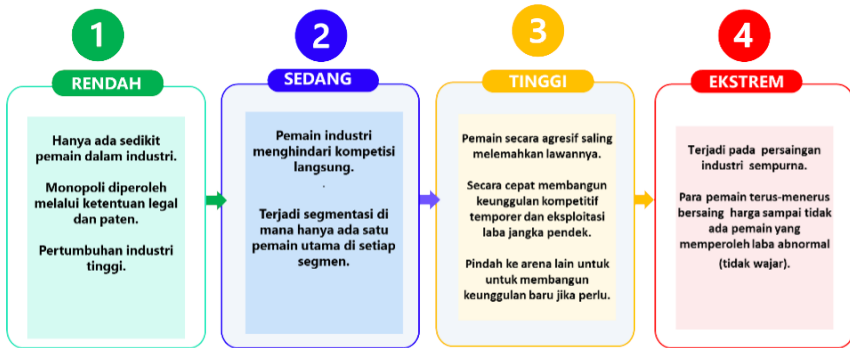 1
RENDAH
Hanya ada sedikit
pemain dalam industri.
Monopoli diperoleh
melalui ketentuan legal
dan paten.
Pertumbuhan industri
tinggi.
2
SEDANG
Pemain industri
menghindari kompetisi
langsung.
.
Terjadi segmentasi di
mana hanya ada satu
pemain utama di setiap
segmen.
3
TINGGI
Pemain secara agresif saling
melemahkan lawannya.
Secara cepat membangun
keunggulan kompetitif
temporer dan eksploitasi
laba jangka pendek.
Pindah ke arena lain untuk
untuk membangun
keunggulan baru jika perlu.
4
EKSTREM
Terjadi pada persaingan
industri sempurna.
Para pemain terus-menerus
bersaing harga sampai tidak
ada pemain yang
memperoleh laba abnormal
(tidak wajar).